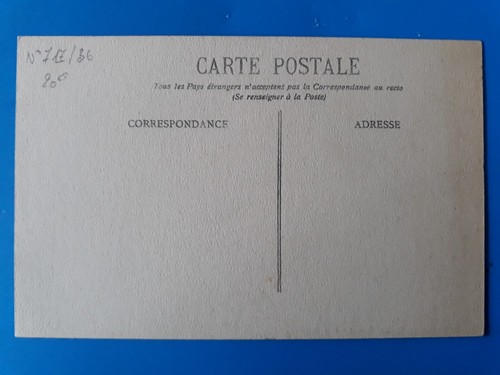 CARTE POSTALE
Tous les Pays étrangers n'acceptent pas la Correspondance au recto
(Se renseigner à la Poste)
CORRESPONDANCE
ADRESSE